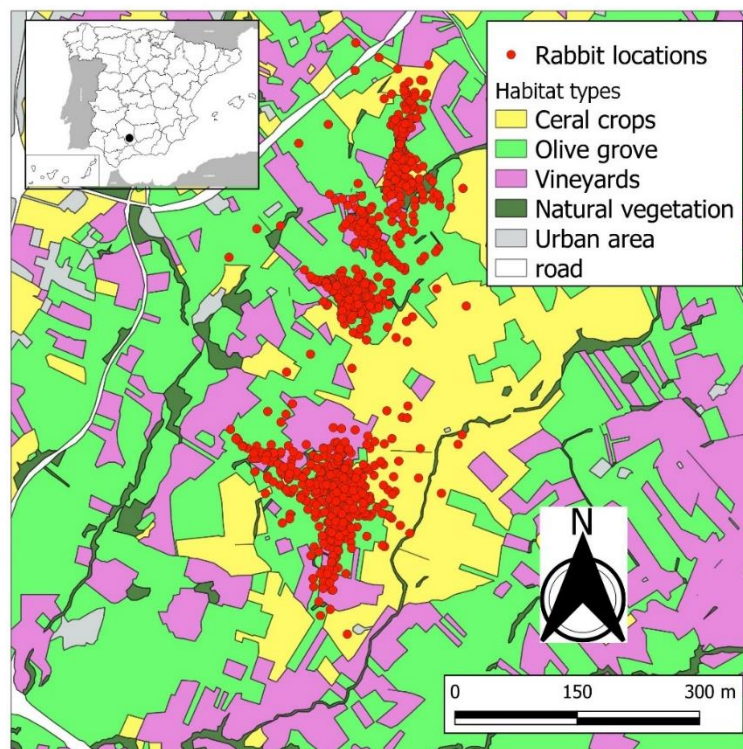 Rabbit locations
Habitat types
Ceral crops
Olive grove
Vineyards
Natural vegetation
Urban area
road
N
0 150 300 m